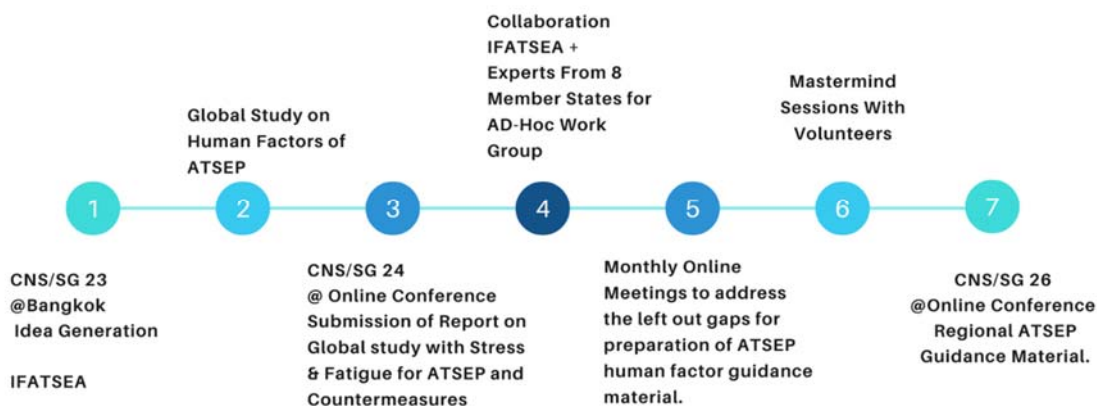 1
CNS/SG 23
@Bangkok
Idea Generation
IFATSEA
2
Global Study on
Human Factors of
ATSEP
3
CNS/SG 24
@ Online Conference
Submission of Report on
Global study with Stress
& Fatigue for ATSEP and
Countermeasures
4
Collaboration
IFATSEA +
Experts From 8
Member States for
AD-Hoc Work
Group
5
Monthly Online
Meetings to address
the left out gaps for
preparation of ATSEP
human factor guidance
material.
6
Mastermind
Sessions With
Volunteers
7
CNS/SG 26
@Online Conference
Regional ATSEP
Guidance Material.